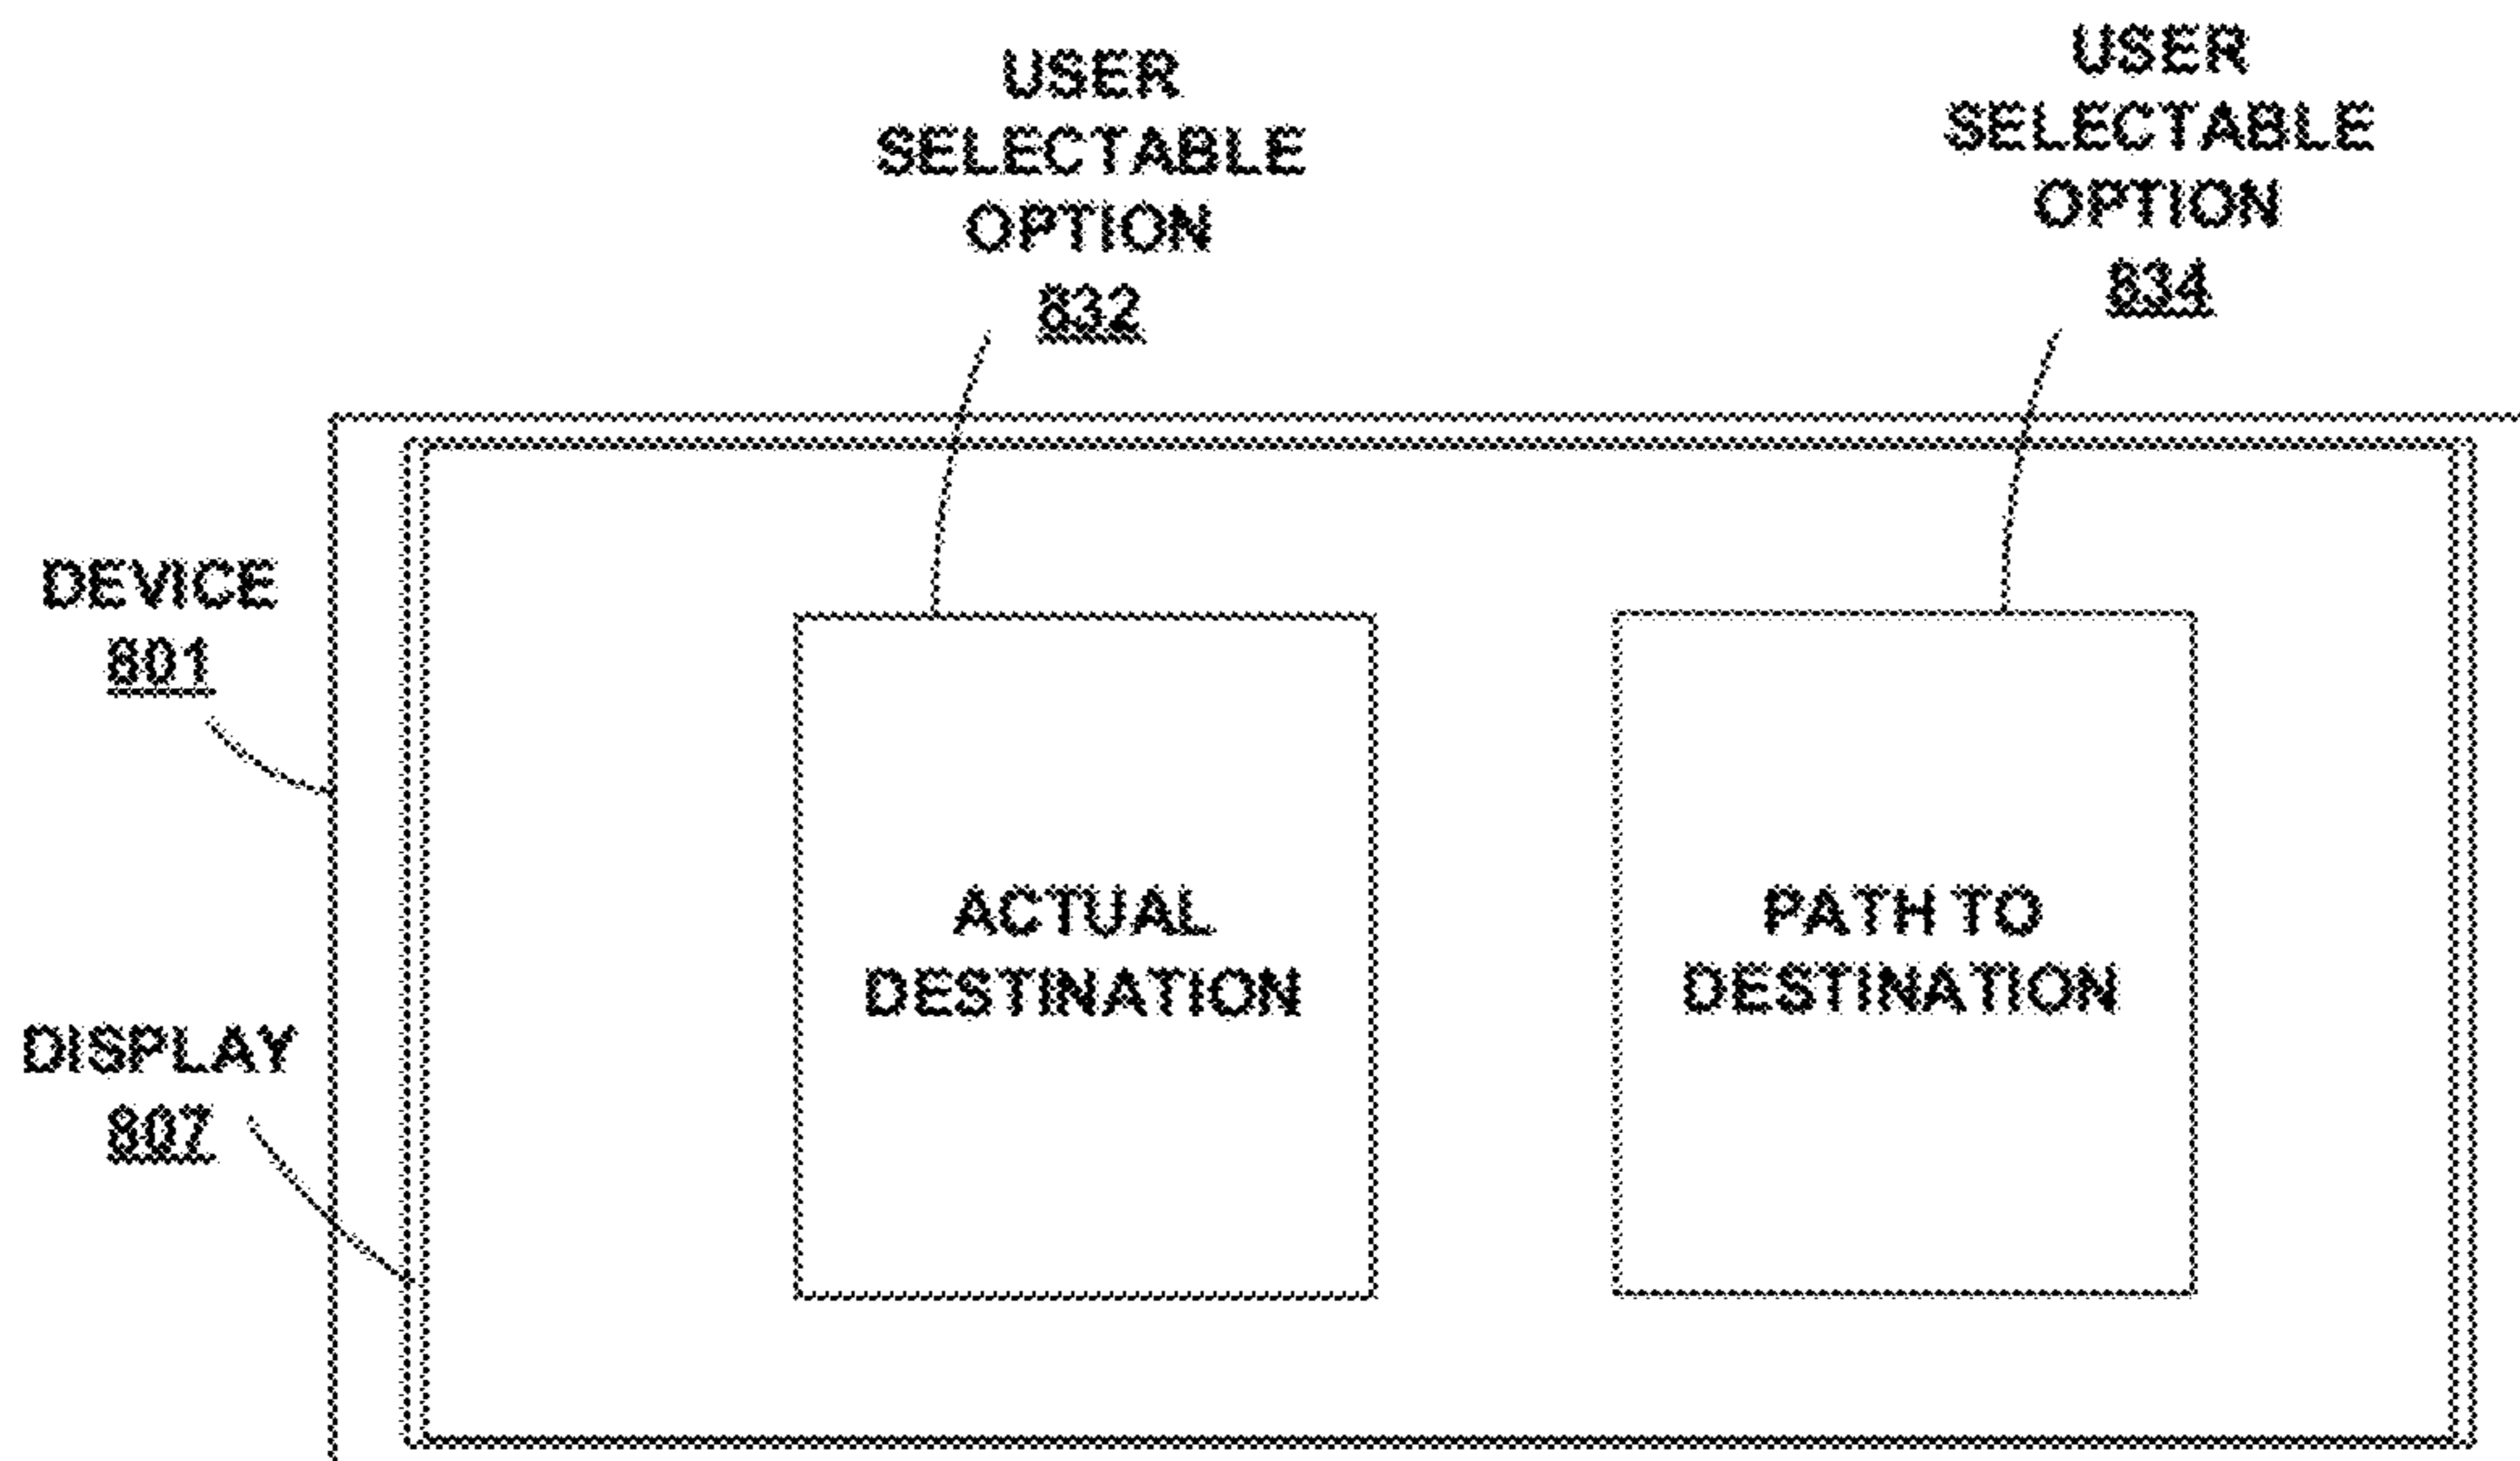 USER
SELECTABLE
OPTION
832
USER
SELECTABLE
OPTION
834
DEVICE
801
DISPLAY
807
ACTUAL
DESTINATION
PATH TO
DESTINATION